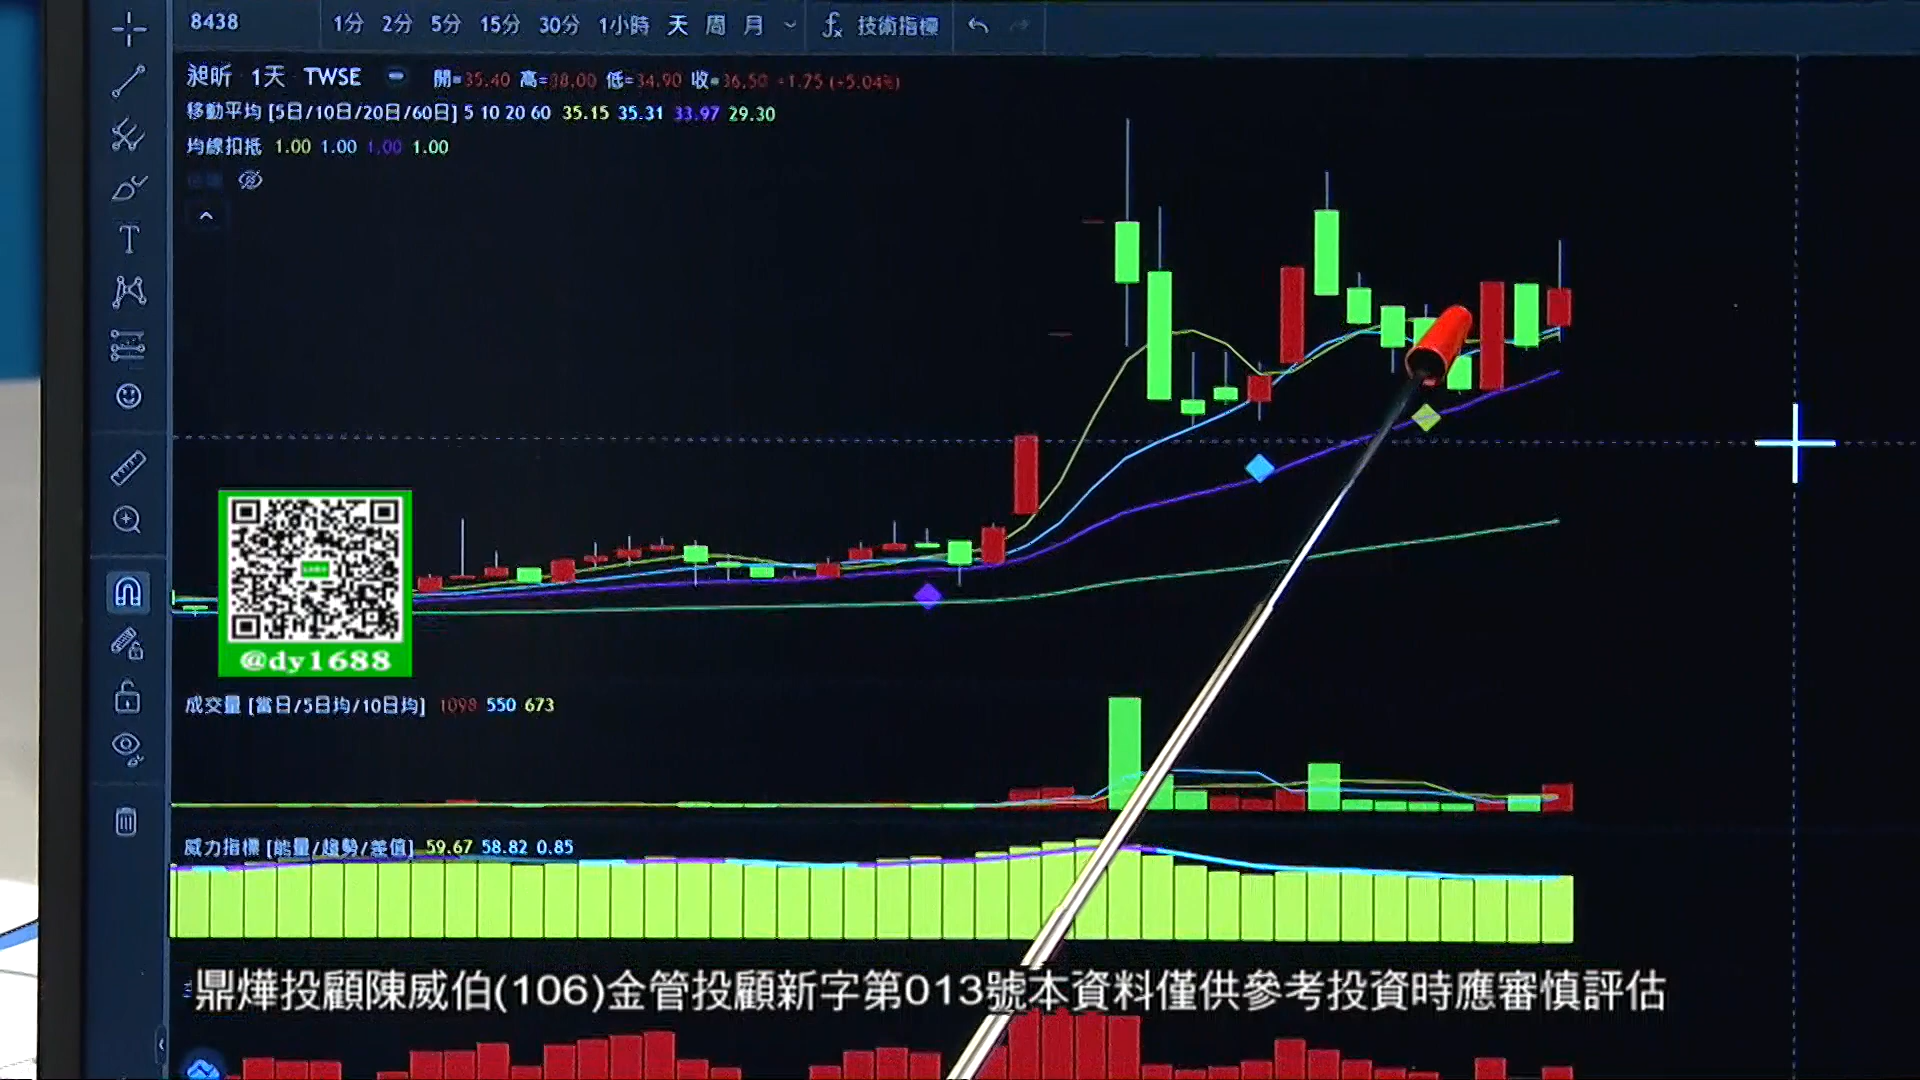 8438 1分 2分 5分 15分 30分 1小時 天 周 月 fx 技術指標
昶昕 1天 TWSE 開=35.40 高=38.00 低=34.90 收=36.50 +1.75 (+5.04%)
移動平均 [5日/10日/20日/60日] 5 10 20 60 35.15 35.31 33.97 29.30
均線扣抵 1.00 1.00 1.00 1.00
@dy1688
成交量 [當日/5日均/10日均] 1098 550 673
威力指標 [能量/趨勢/差值] 59.67 58.82 0.85
鼎燁投顧陳威伯(106)金管投顧新字第013號本資料僅供參考投資時應審慎評估